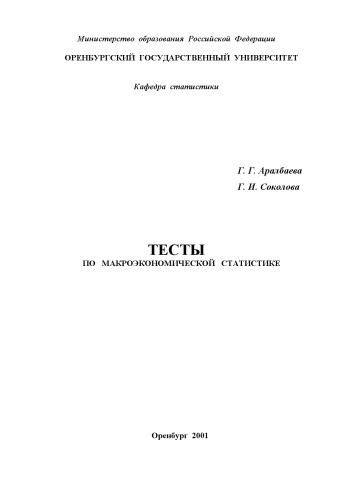 Министерство образования Российской Федерации
ОРЕНБУРГСКИЙ ГОСУДАРСТВЕННЫЙ УНИВЕРСИТЕТ
Кафедра статистики
Г. Г. Аралбаева
Г. И. Соколова
ТЕСТЫ
ПО МАКРОЭКОНОМИЧЕСКОЙ СТАТИСТИКЕ
Оренбург 2001